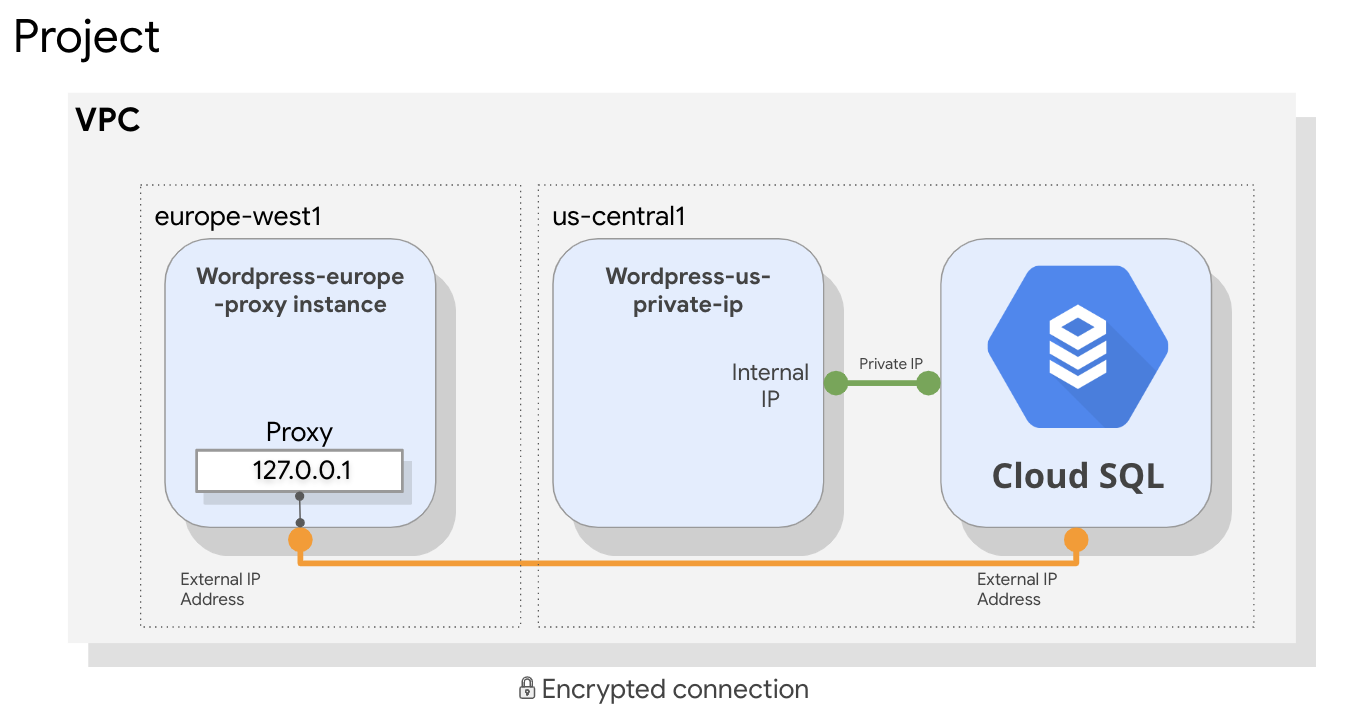 Project
VPC
europe-west1
Wordpress-europe
-proxy instance
Proxy
127.0.0.1
External IP
Address
us-central1
Wordpress-us-
private-ip
Internal
IP
Private IP
Cloud SQL
External IP
Address
Encrypted connection